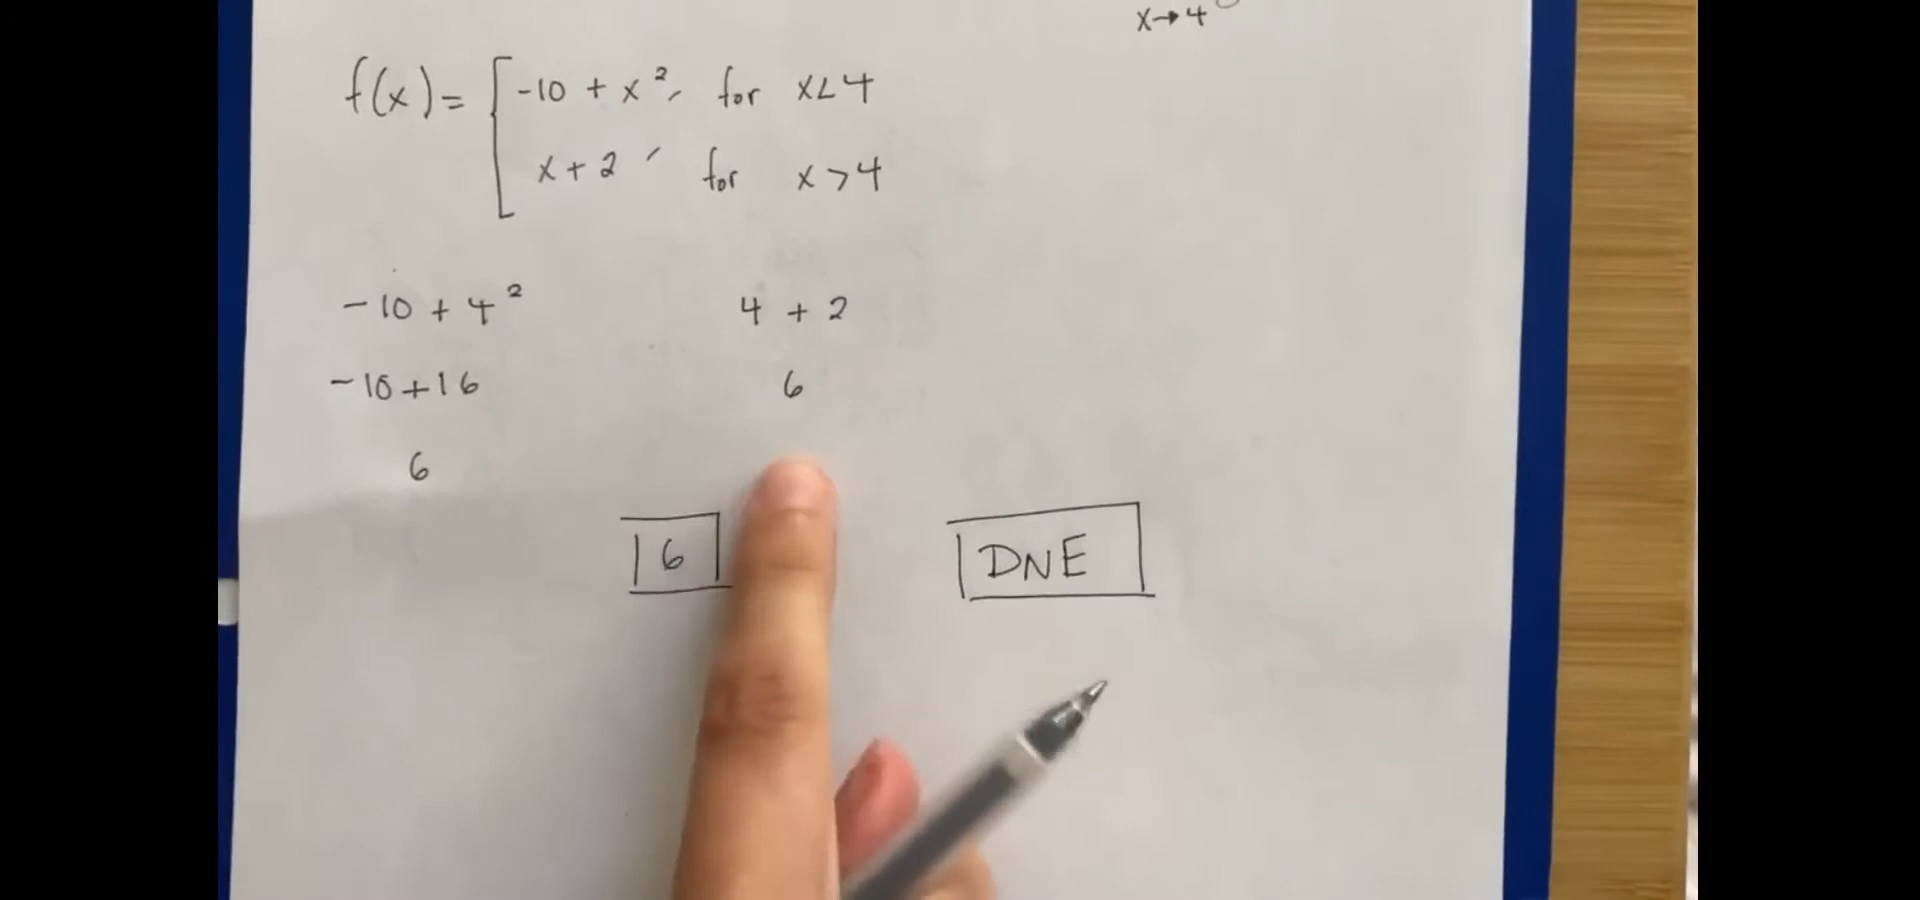 x→4
f(x) = [ -10 + x², for x<4
x+2, for x>4
-10 + 4² 4 + 2
-10+16 6
6
6 DNE